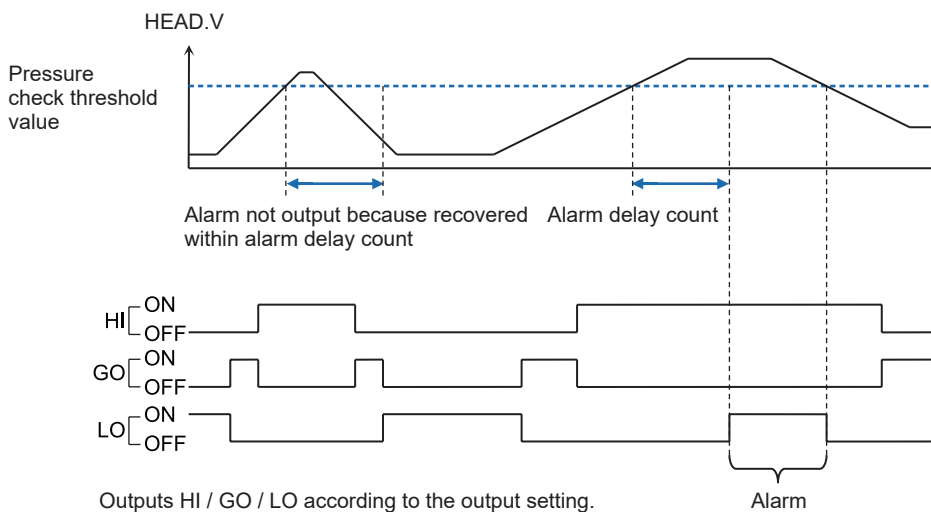 HEAD.V
Pressure
check threshold
value
Alarm not output because recovered
within alarm delay count
Alarm delay count
HI
ON
OFF
GO
ON
OFF
LO
ON
OFF
Outputs HI / GO / LO according to the output setting.
Alarm